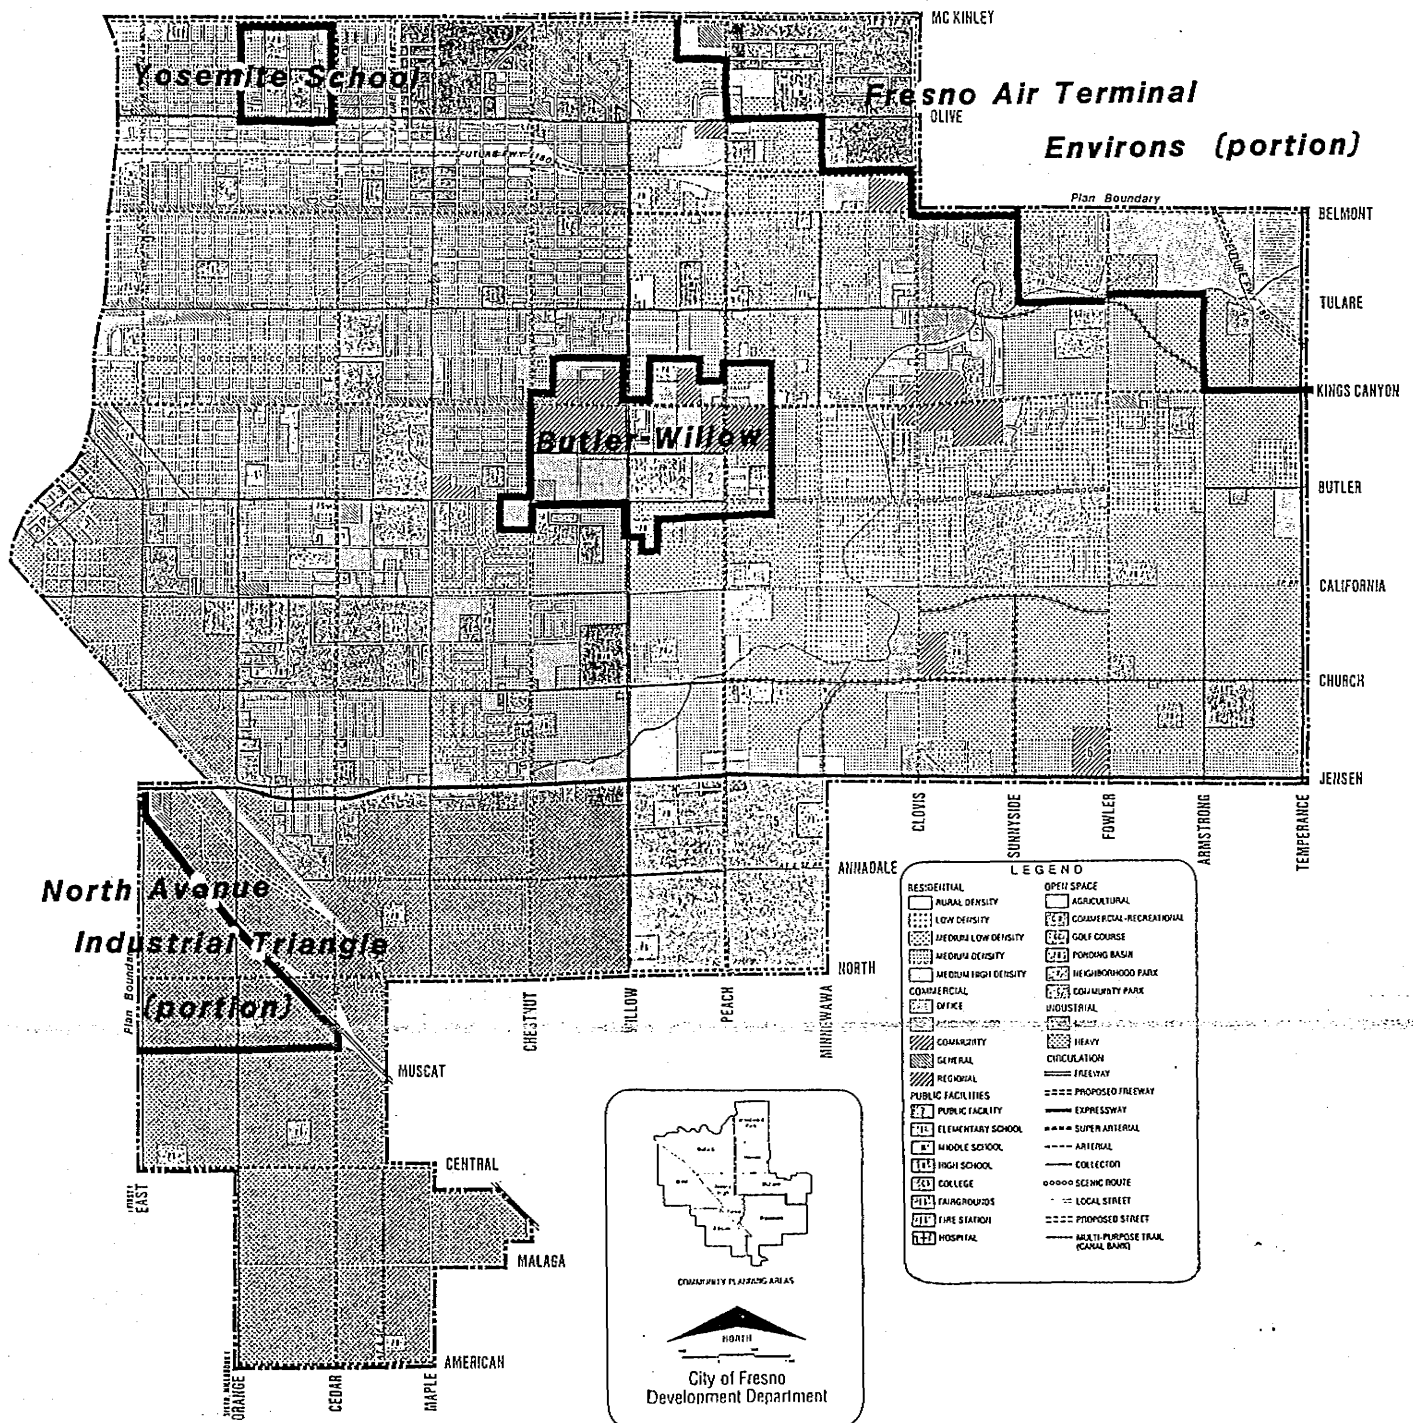 MC KINLEY
Yosemite School
Fresno Air Terminal
OLIVE
Environs (portion)
Plan Boundary
BELMONT
TULARE
KINGS CANYON
Butler-Willow
BUTLER
CALIFORNIA
CHURCH
JENSEN
CLOVIS
SUNNYSIDE
FOWLER
ARMSTRONG
TEMPERANCE
ANNADALE
North Avenue
Industrial Triangle
(portion)
Plan Boundary
NORTH
CHESTNUT
WILLOW
PEACH
MINNEWAWA
MUSCAT
CENTRAL
EAST
MALAGA
AMERICAN
ORANGE
CEDAR
MAPLE
LEGEND
RESIDENTIAL
RURAL DENSITY
LOW DENSITY
MEDIUM LOW DENSITY
MEDIUM DENSITY
MEDIUM HIGH DENSITY
COMMERCIAL
OFFICE
COMMUNITY
GENERAL
REGIONAL
PUBLIC FACILITIES
PUBLIC FACILITY
ELEMENTARY SCHOOL
MIDDLE SCHOOL
HIGH SCHOOL
COLLEGE
FAIRGROUNDS
FIRE STATION
HOSPITAL
OPEN SPACE
AGRICULTURAL
COMMERCIAL-RECREATIONAL
GOLF COURSE
PONDING BASIN
NEIGHBORHOOD PARK
COMMUNITY PARK
INDUSTRIAL
HEAVY
CIRCULATION
FREEWAY
PROPOSED FREEWAY
EXPRESSWAY
SUPER ARTERIAL
ARTERIAL
COLLECTOR
SCENIC ROUTE
LOCAL STREET
PROPOSED STREET
MULTI-PURPOSE TRAIL
(CANAL BANK)
COMMUNITY PLANNING AREAS
NORTH
City of Fresno
Development Department